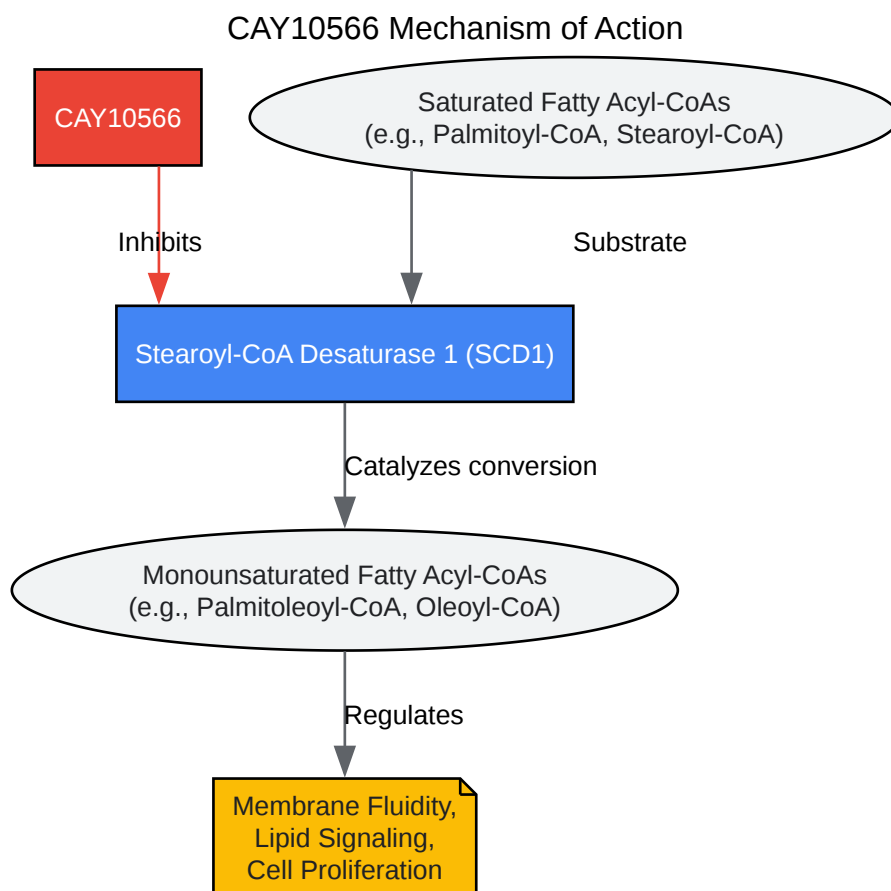 CAY10566 Mechanism of Action
CAY10566
Saturated Fatty Acyl-CoAs
(e.g., Palmitoyl-CoA, Stearoyl-CoA)
Inhibits
Substrate
Stearoyl-CoA Desaturase 1 (SCD1)
Catalyzes conversion
Monounsaturated Fatty Acyl-CoAs
(e.g., Palmitoleoyl-CoA, Oleoyl-CoA)
Regulates
Membrane Fluidity,
Lipid Signaling,
Cell Proliferation